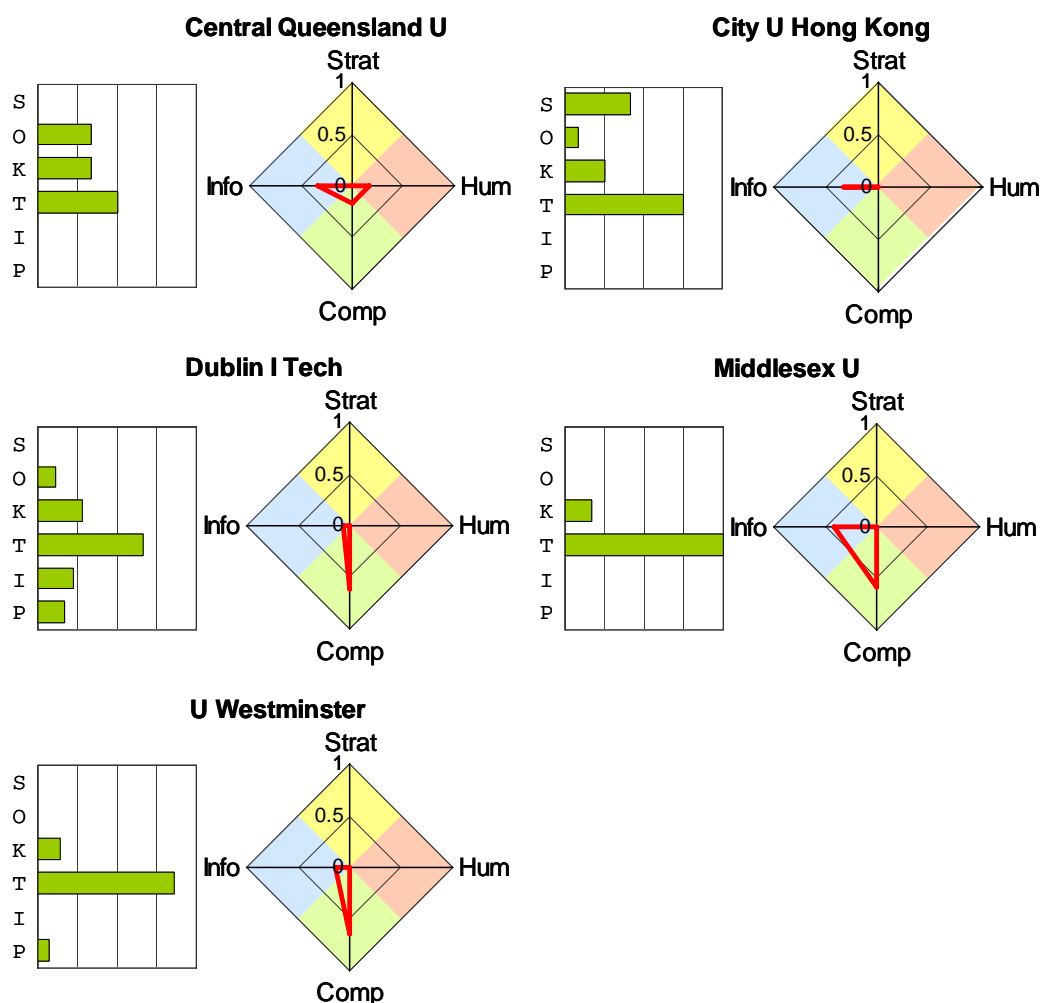 Central Queensland U
S
O
K
T
I
P
Strat
1
0.5
Info
0
Hum
Comp
City U Hong Kong
S
O
K
T
I
P
Strat
1
0.5
Info
0
Hum
Comp
Dublin I Tech
S
O
K
T
I
P
Strat
1
0.5
Info
0
Hum
Comp
Middlesex U
S
O
K
T
I
P
Strat
1
0.5
Info
0
Hum
Comp
U Westminster
S
O
K
T
I
P
Strat
1
0.5
Info
0
Hum
Comp